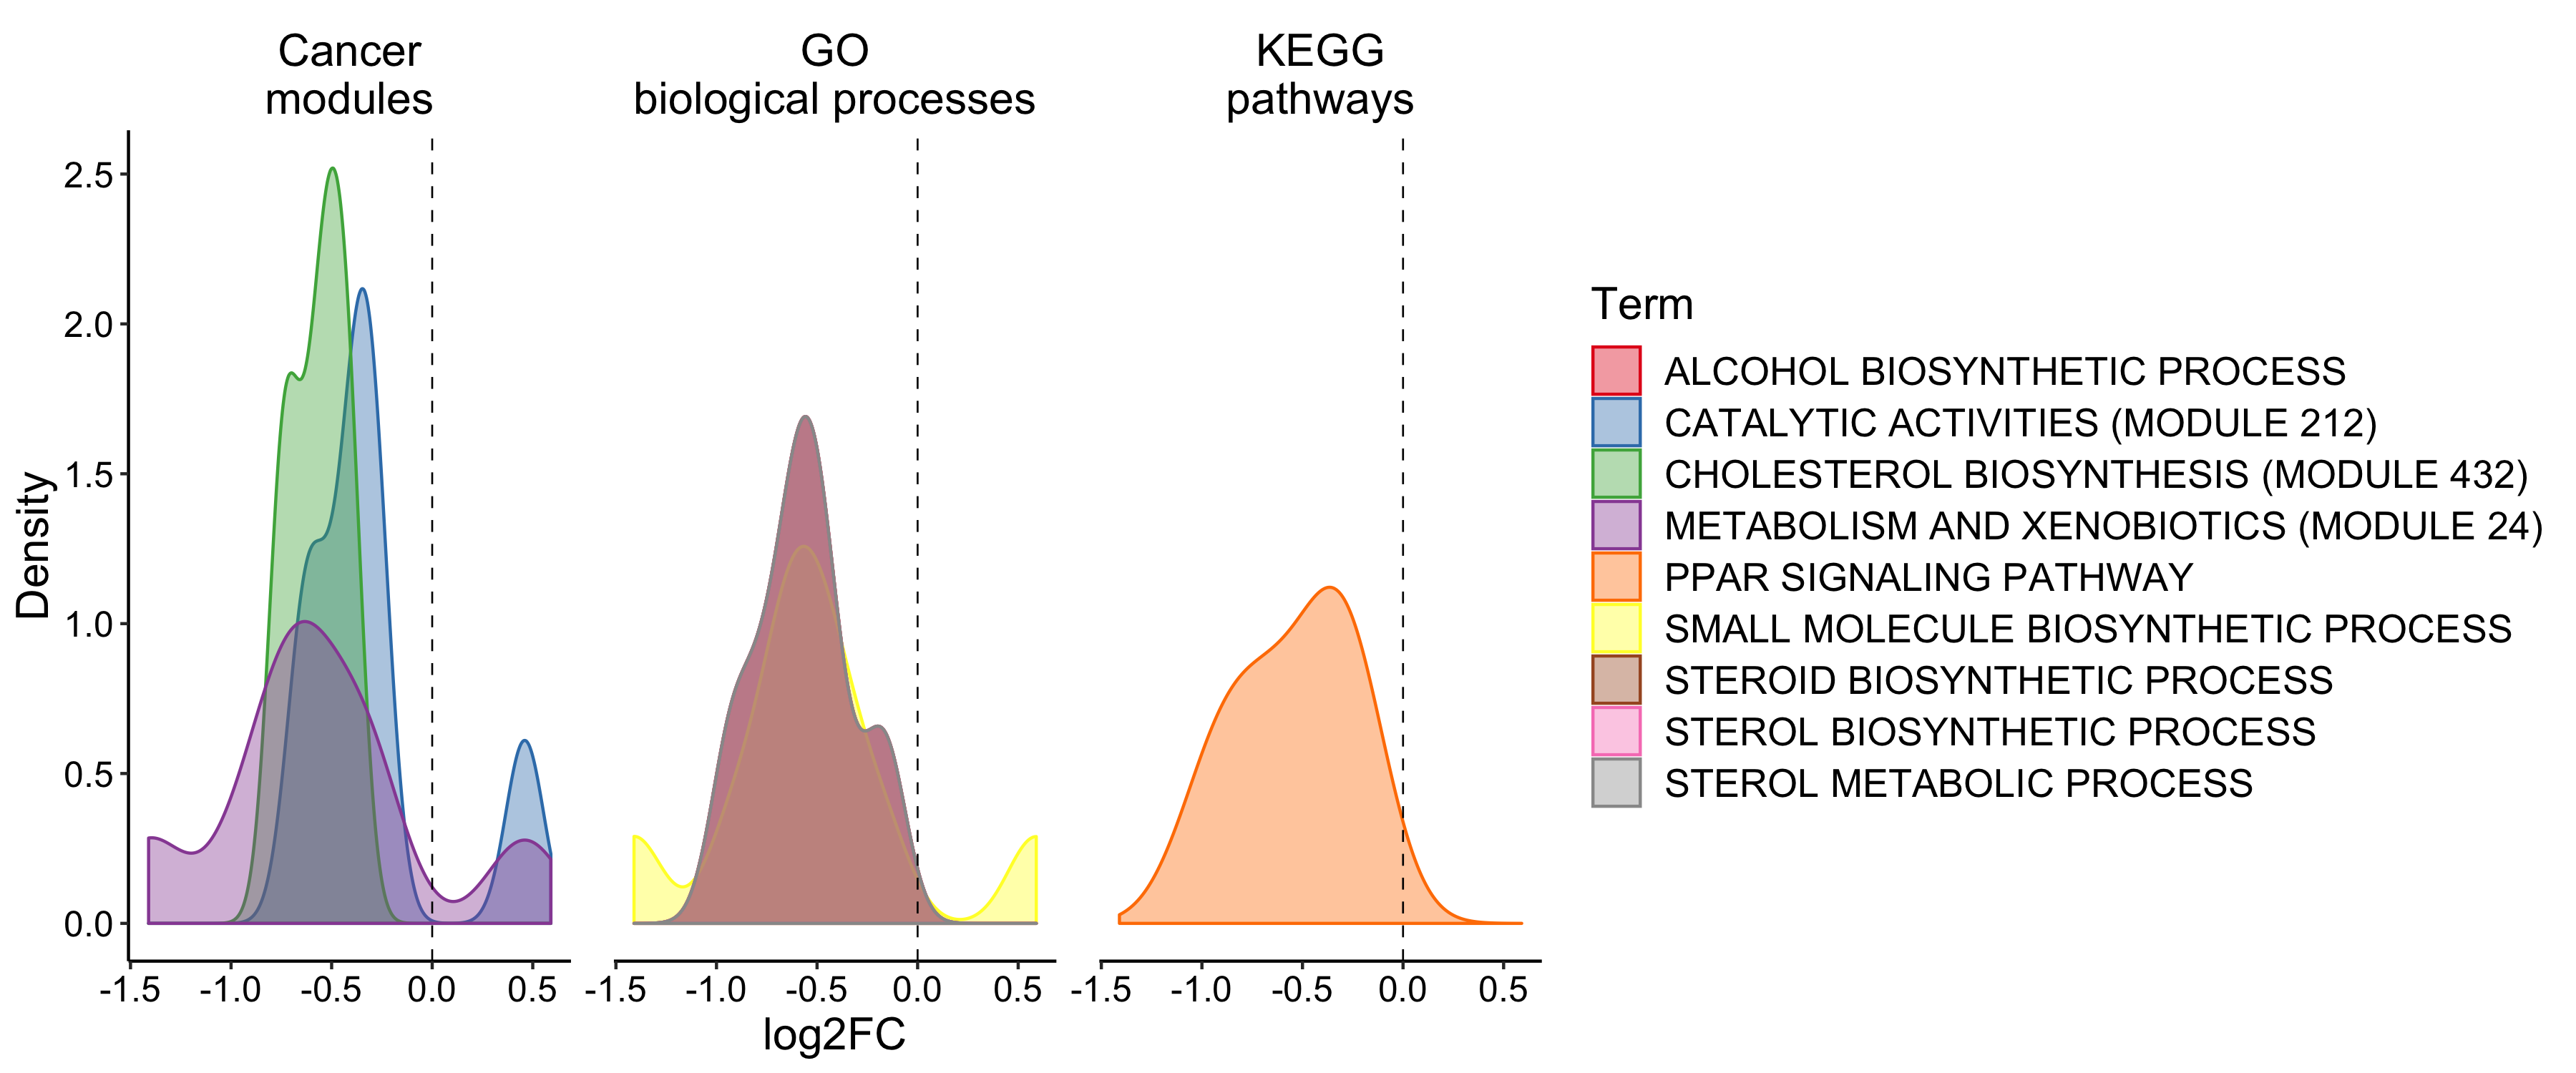 Cancer
modules
GO
biological processes
KEGG
pathways
Density
2.5
2.0
1.5
1.0
0.5
0.0
-1.5 -1.0 -0.5 0.0 0.5
-1.5 -1.0 -0.5 0.0 0.5
-1.5 -1.0 -0.5 0.0 0.5
log2FC
Term
ALCOHOL BIOSYNTHETIC PROCESS
CATALYTIC ACTIVITIES (MODULE 212)
CHOLESTEROL BIOSYNTHESIS (MODULE 432)
METABOLISM AND XENOBIOTICS (MODULE 24)
PPAR SIGNALING PATHWAY
SMALL MOLECULE BIOSYNTHETIC PROCESS
STEROID BIOSYNTHETIC PROCESS
STEROL BIOSYNTHETIC PROCESS
STEROL METABOLIC PROCESS